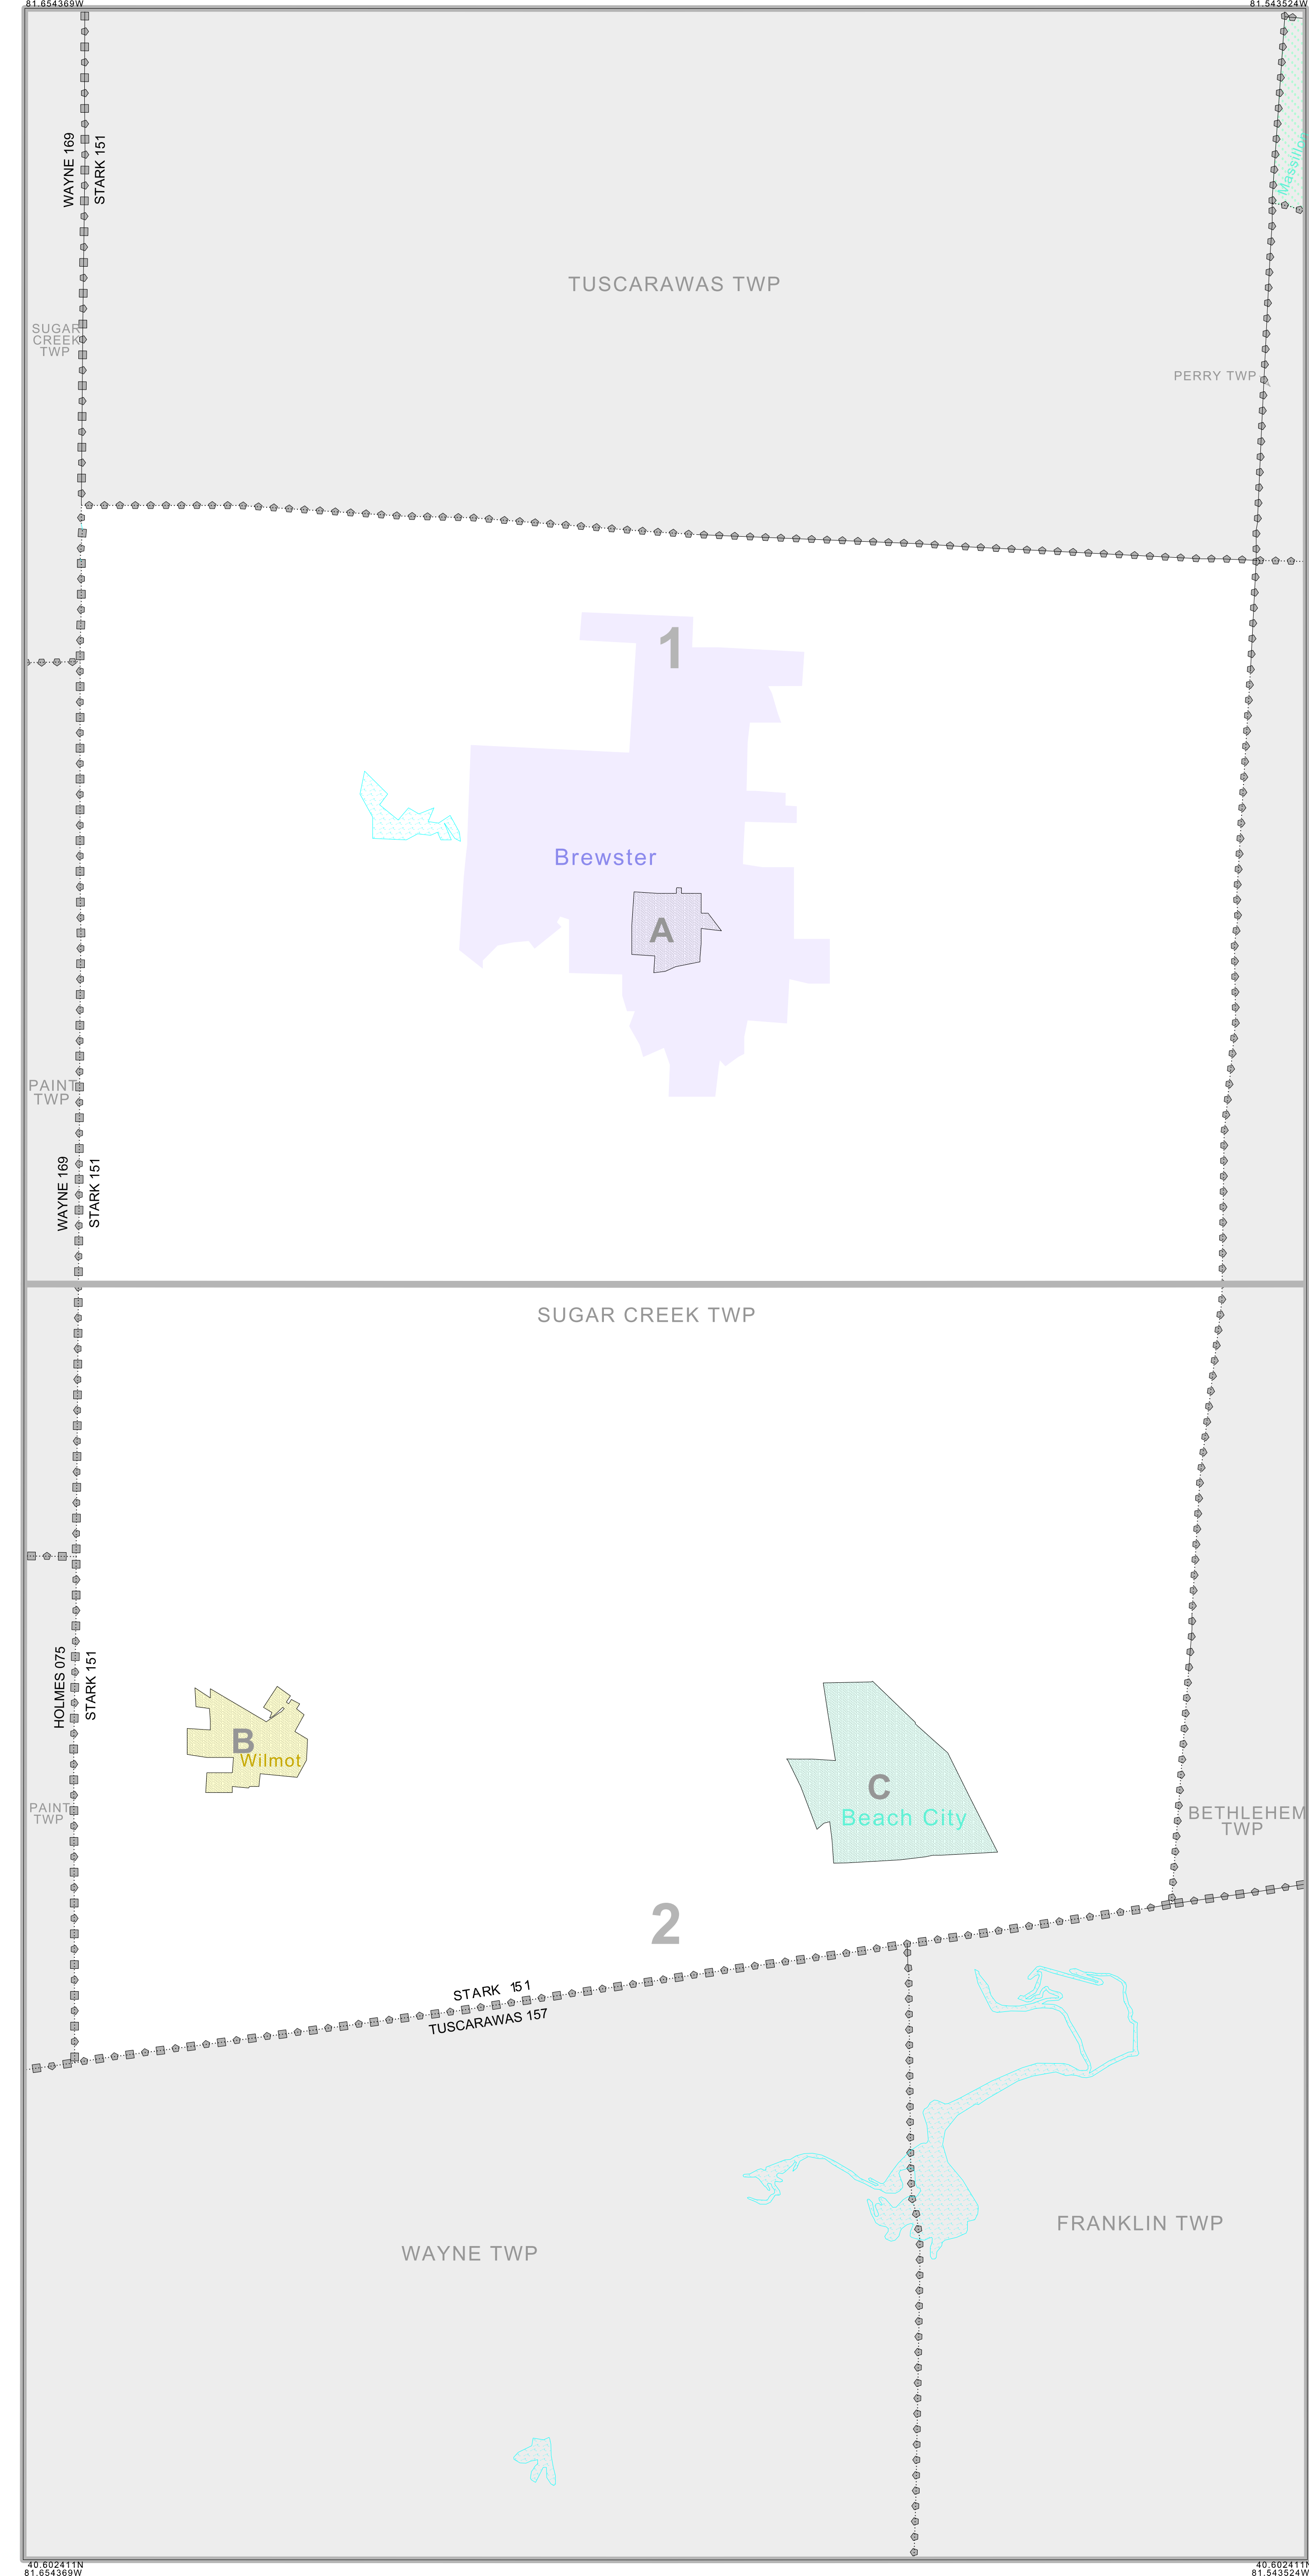 81.654369W
81.543524W
WAYNE 169
STARK 151
Massillon
TUSCARAWAS TWP
SUGAR
CREEK
TWP
PERRY TWP
1
Brewster
A
PAINT
TWP
WAYNE 169
STARK 151
SUGAR CREEK TWP
HOLMES 075
STARK 151
B
Wilmot
C
Beach City
PAINT
TWP
BETHLEHEM
TWP
2
STARK 151
TUSCARAWAS 157
FRANKLIN TWP
WAYNE TWP
40.602411N
81.654369W
40.602411N
81.543524W